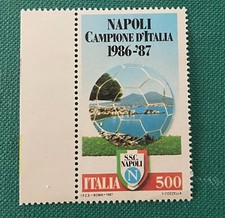 NAPOLI
CAMPIONE D'ITALIA
1986-'87
S.S.C.
NAPOLI
N
ITALIA 500